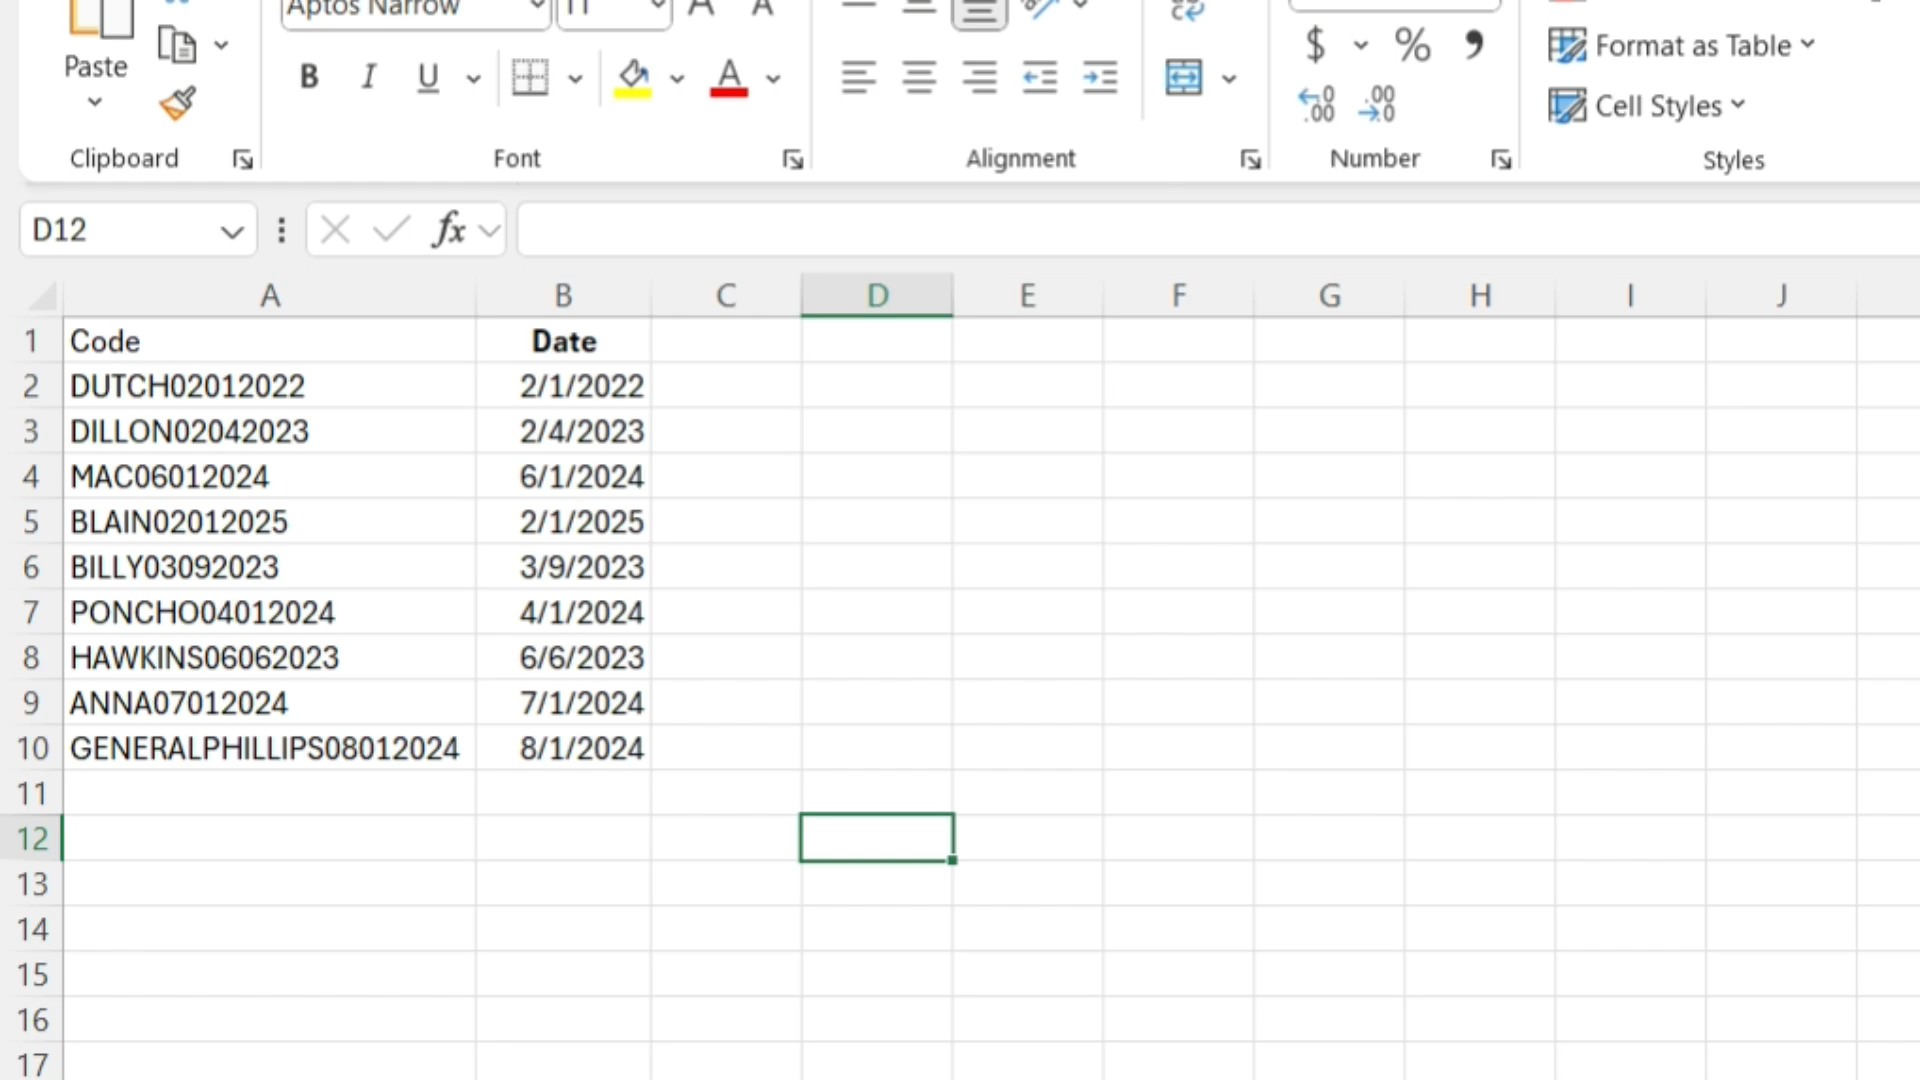 Aptos Narrow
11
A A
Paste
B I U
A
$ % 9
Format as Table
Cell Styles
Clipboard
Font
Alignment
Number
Styles
D12
fx
A B C D E F G H I J
1 Code Date
2 DUTCH02012022 2/1/2022
3 DILLON02042023 2/4/2023
4 MAC06012024 6/1/2024
5 BLAIN02012025 2/1/2025
6 BILLY03092023 3/9/2023
7 PONCHO04012024 4/1/2024
8 HAWKINS06062023 6/6/2023
9 ANNA07012024 7/1/2024
10 GENERALPHILLIPS08012024 8/1/2024
11
12
13
14
15
16
17